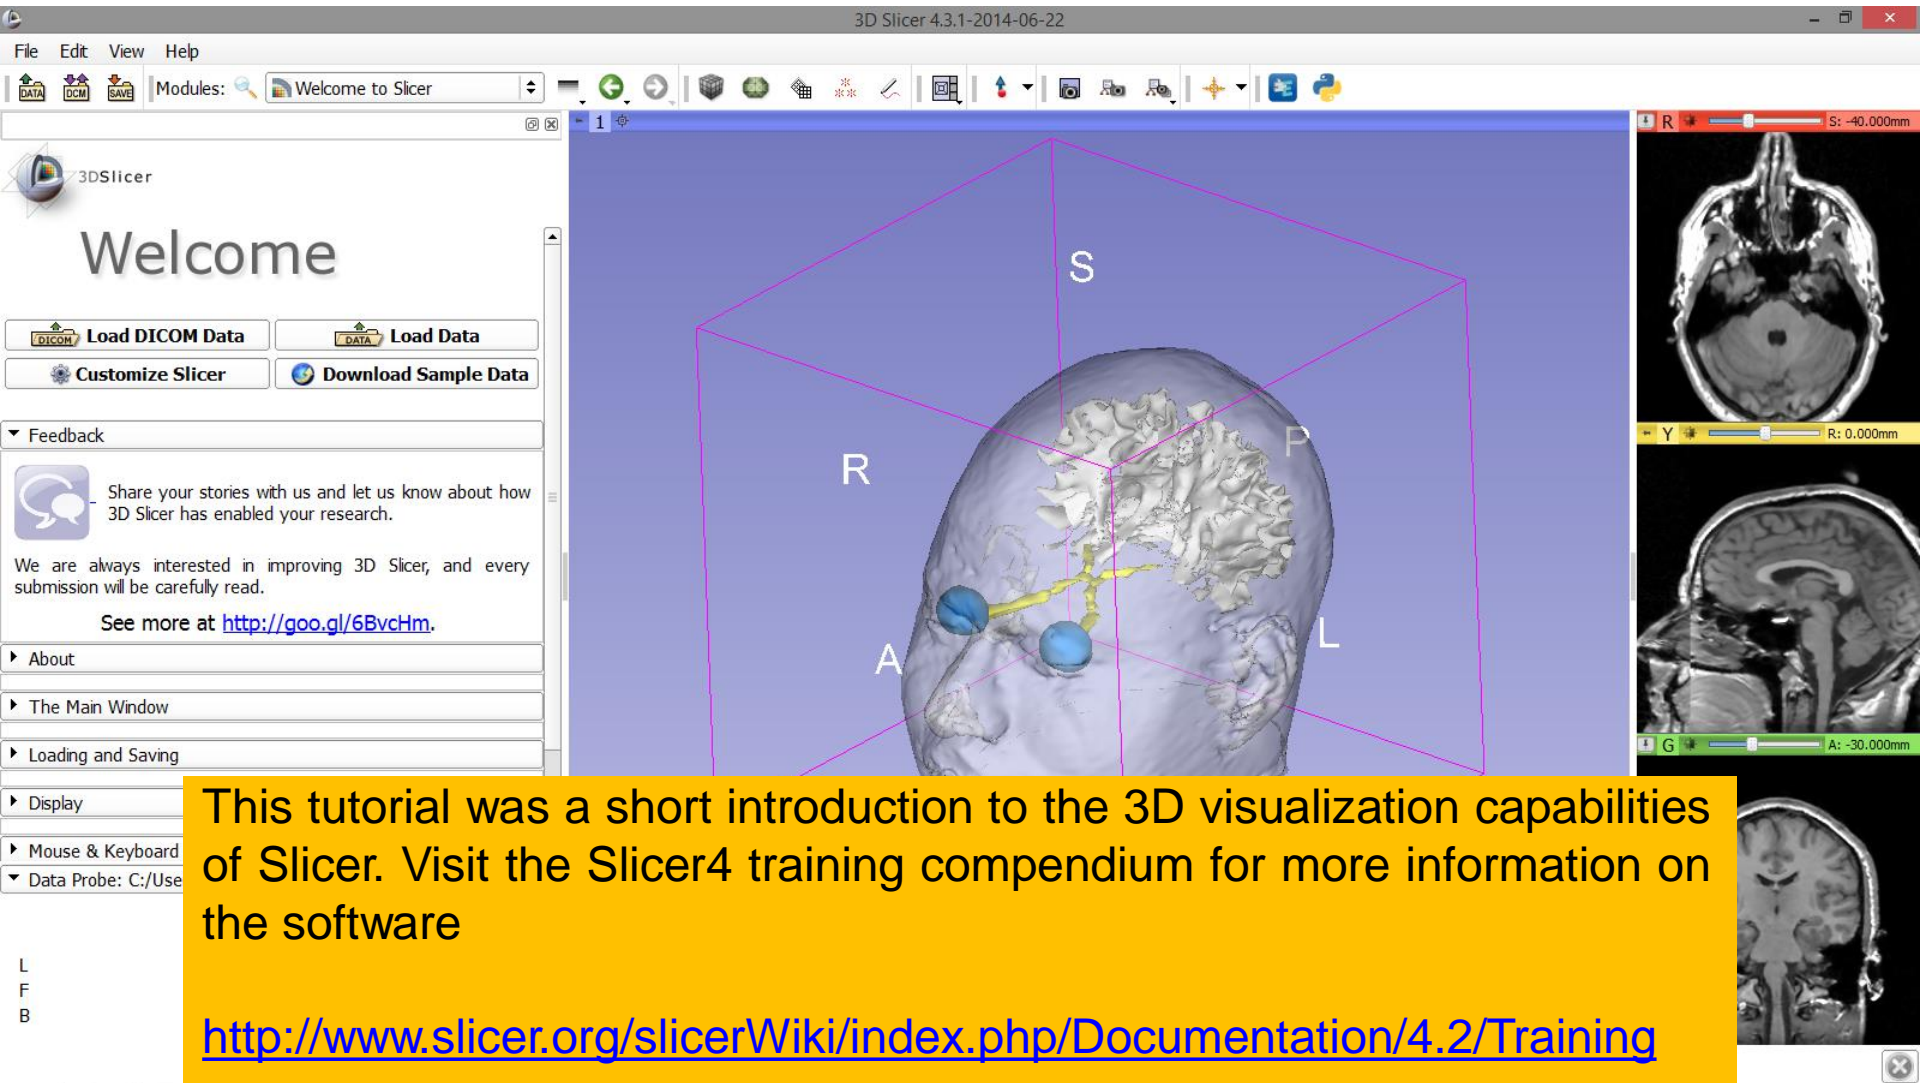 3D Slicer 4.3.1-2014-06-22
File Edit View Help
DATA DCM SAVE Modules: Welcome to Slicer
1
R S: -40.000mm
3DSlicer
Welcome
DICOM Load DICOM Data
DATA Load Data
Customize Slicer
Download Sample Data
Feedback
Share your stories with us and let us know about how
3D Slicer has enabled your research.
We are always interested in improving 3D Slicer, and every
submission will be carefully read.
See more at http://goo.gl/6BvcHm.
About
The Main Window
Loading and Saving
Display
Mouse & Keyboard
Data Probe: C:/Use
L
F
B
S
R
P
A
L
Y R: 0.000mm
G A: -30.000mm
This tutorial was a short introduction to the 3D visualization capabilities
of Slicer. Visit the Slicer4 training compendium for more information on
the software
http://www.slicer.org/slicerWiki/index.php/Documentation/4.2/Training